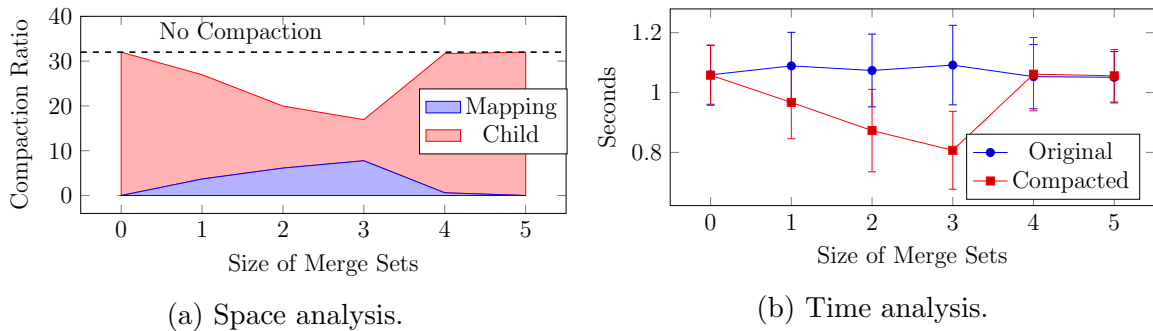 40
30
20
10
0
Compaction Ratio
No Compaction
Mapping
Child
0 1 2 3 4 5
Size of Merge Sets
(a) Space analysis.
1.2
1
0.8
Seconds
Original
Compacted
0 1 2 3 4 5
Size of Merge Sets
(b) Time analysis.